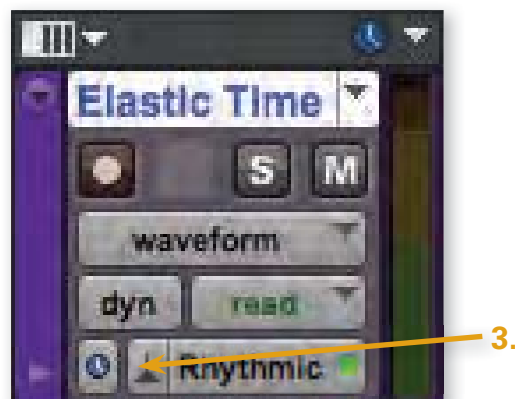 Elastic Time
S M
waveform
dyn read
Rhythmic
3.